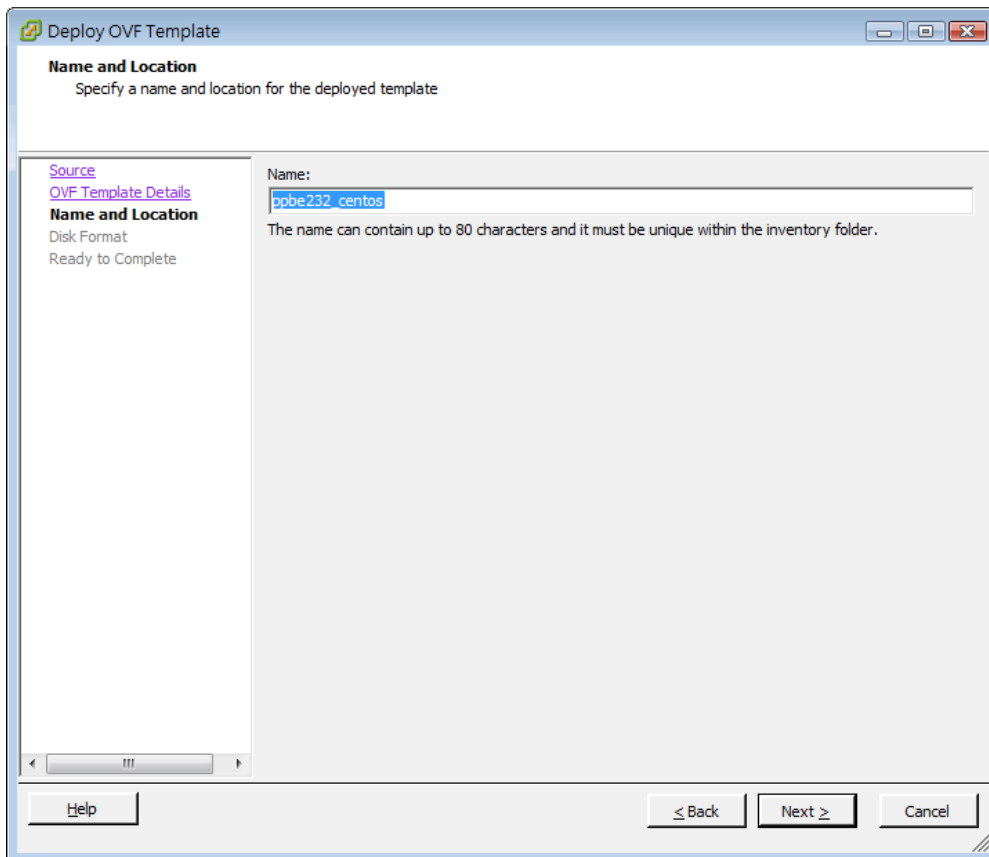 Deploy OVF Template
Name and Location
Specify a name and location for the deployed template
Source
OVF Template Details
Name and Location
Disk Format
Ready to Complete
Name:
ppbe232_centos
The name can contain up to 80 characters and it must be unique within the inventory folder.
Help
< Back
Next >
Cancel